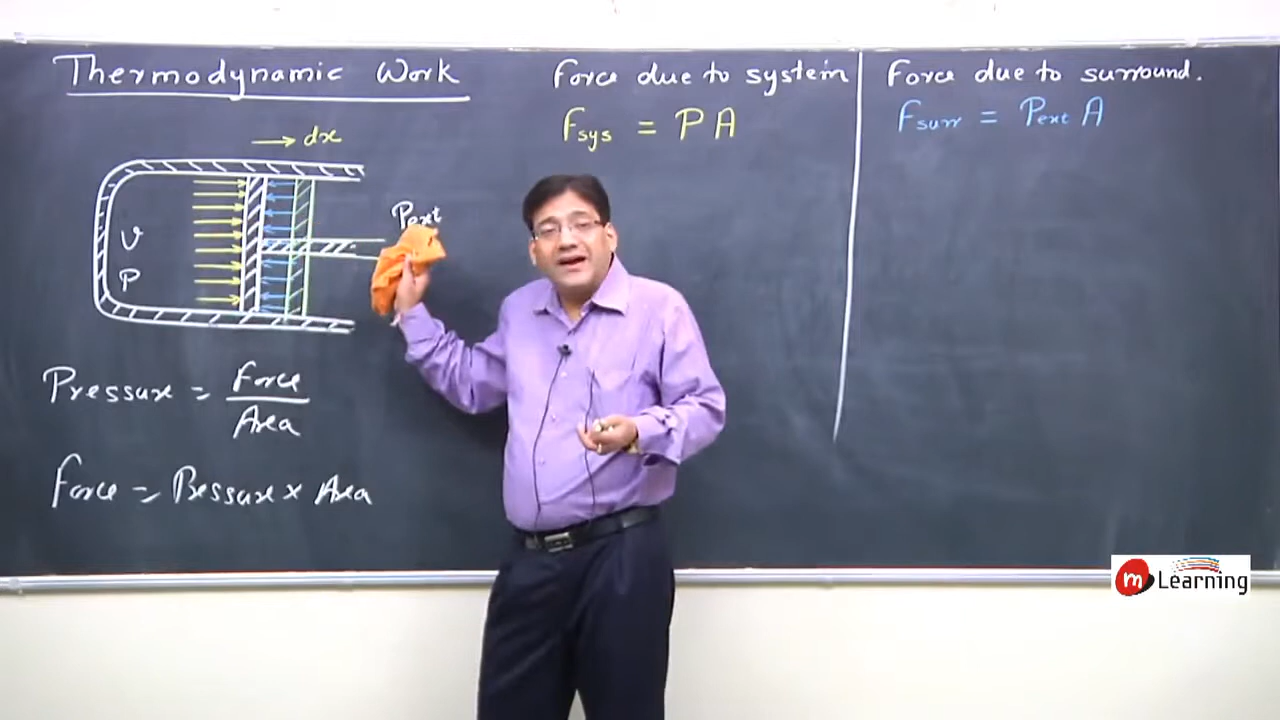 Thermodynamic Work
dx
V
P
Pext
Pressure = Force
Area
Force = Pressure × Area
Force due to system
Fsys = PA
Force due to surround.
Fsurr = Pext A
m Learning